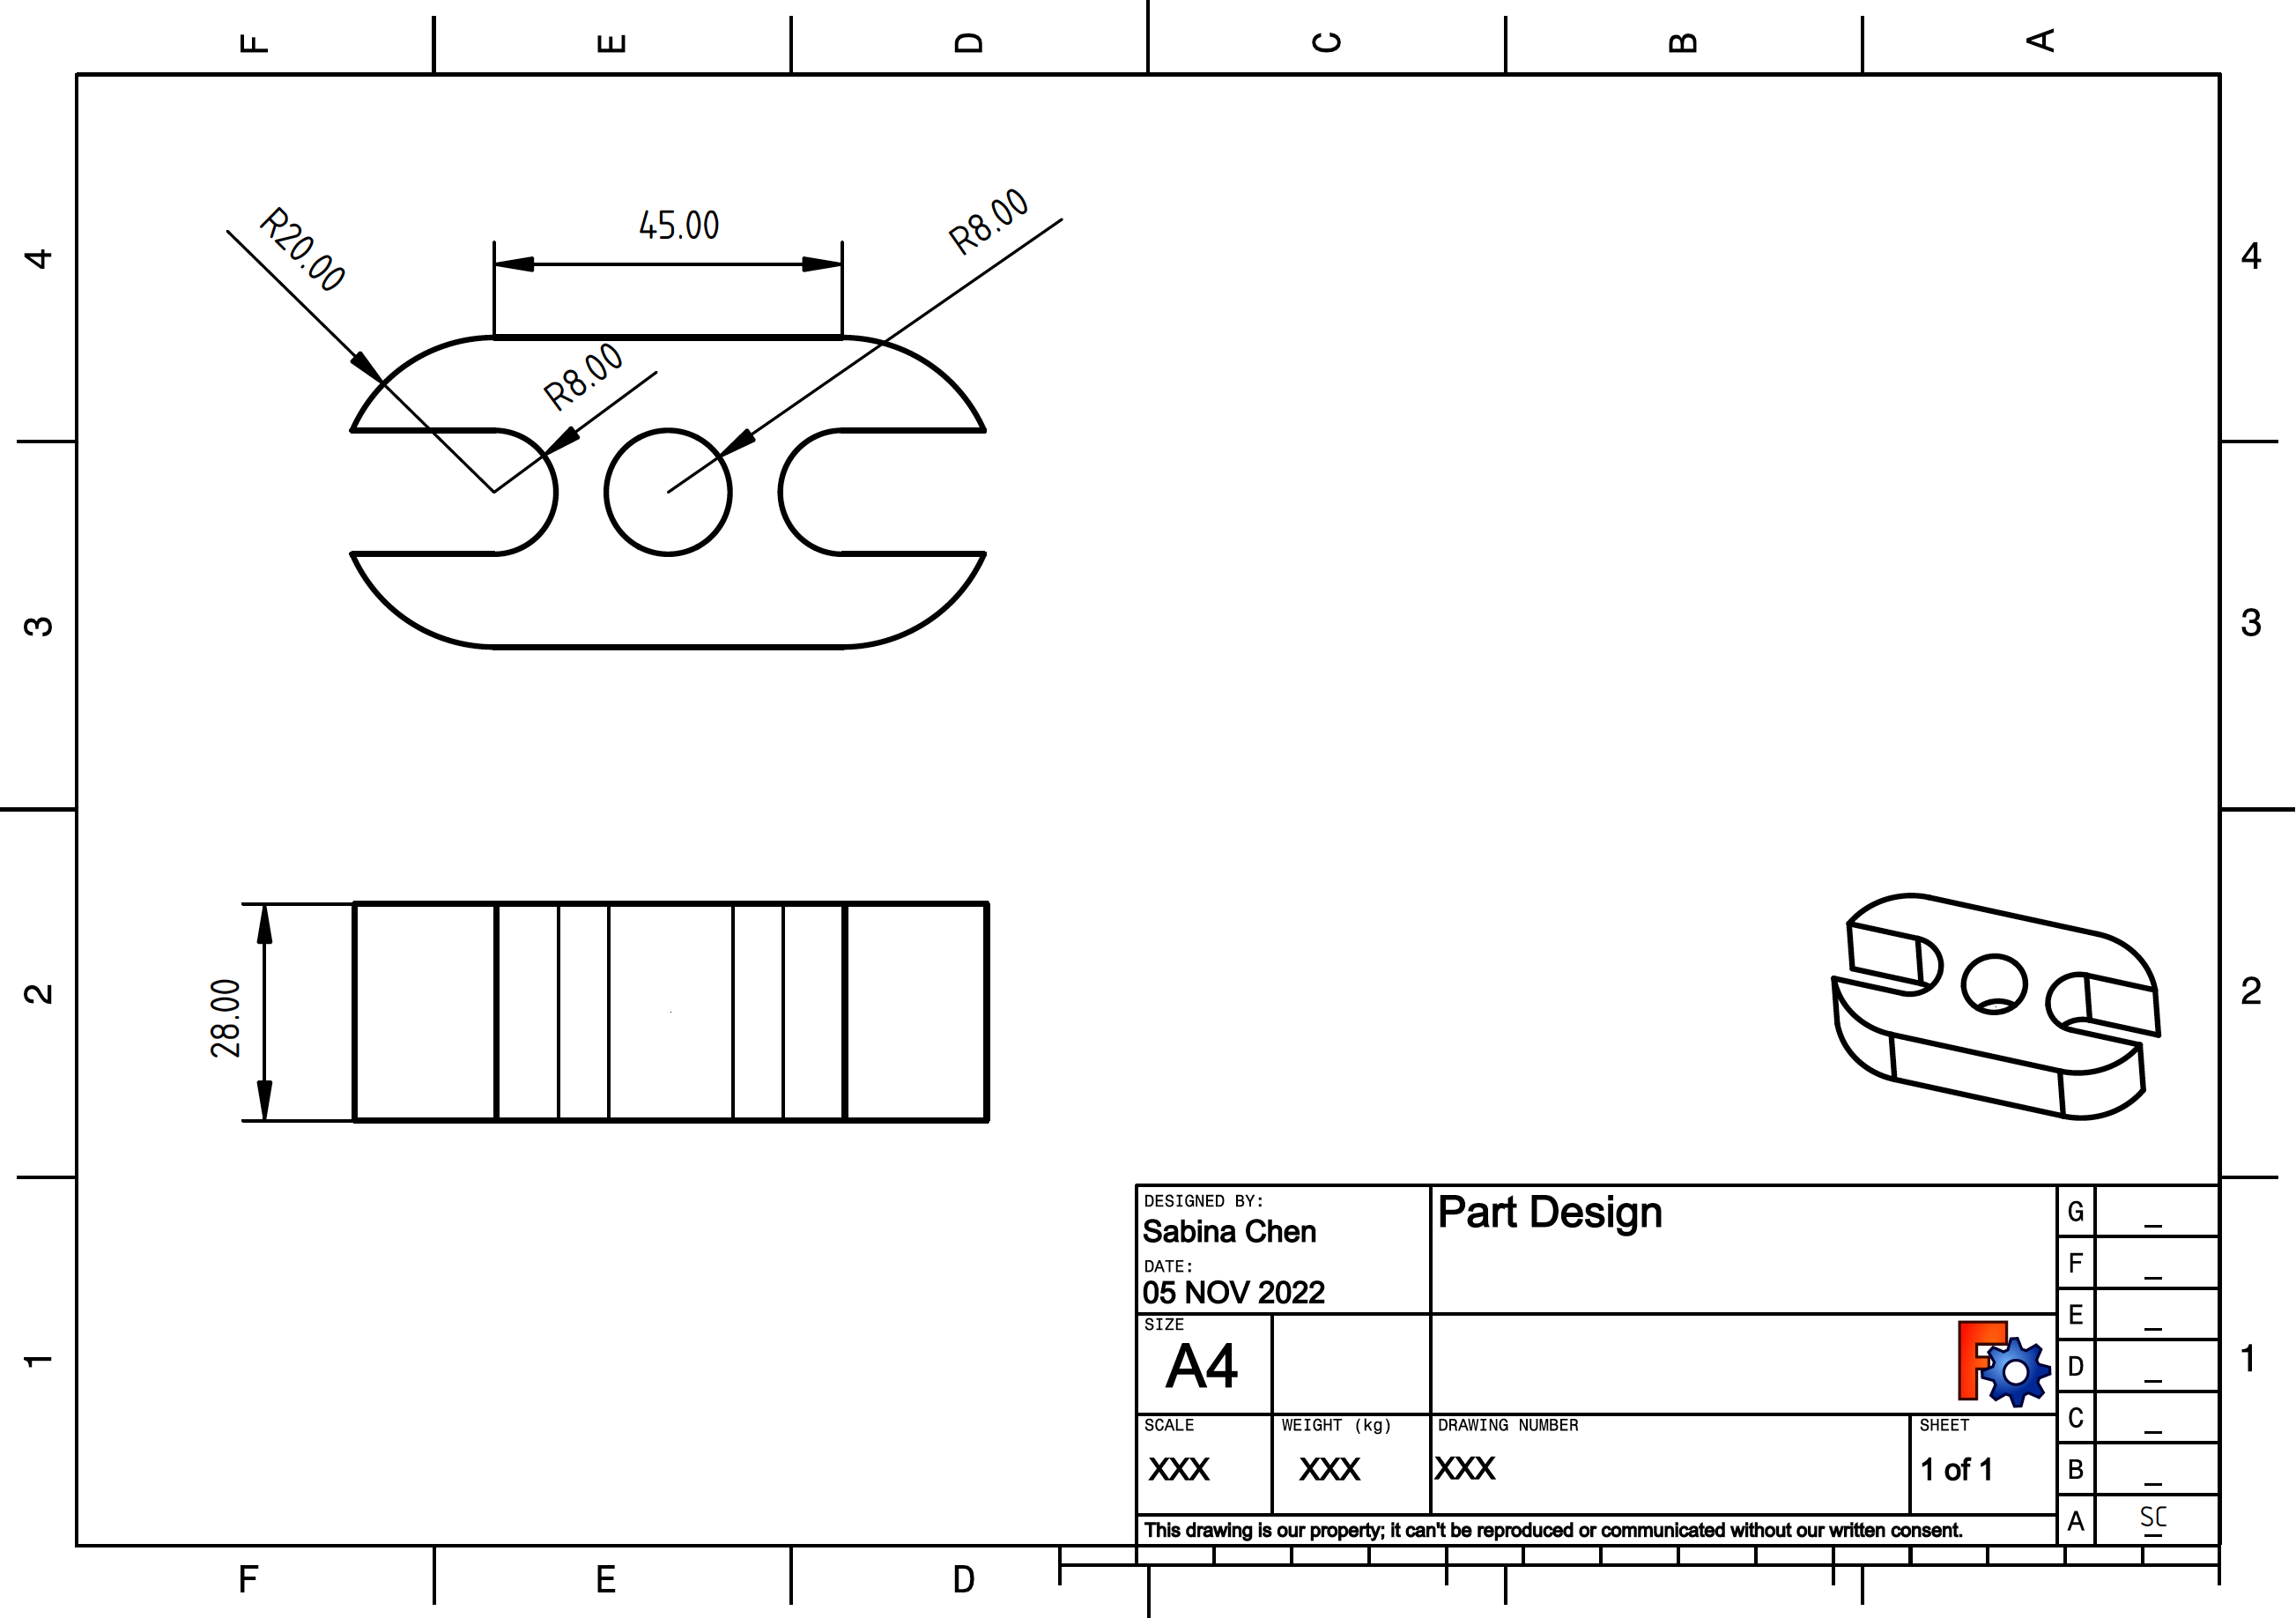 F E D C B A
4 4
R20.00
45.00
R8.00
R8.00
3 3
28.00
2 2
DESIGNED BY:
Sabina Chen
DATE:
05 NOV 2022
Part Design
SIZE
A4
SCALE
XXX
WEIGHT (kg)
XXX
DRAWING NUMBER
XXX
SHEET
1 of 1
This drawing is our property; it can't be reproduced or communicated without our written consent.
G _
F _
E _
D _
C _
B _
A SC
1 1
F E D